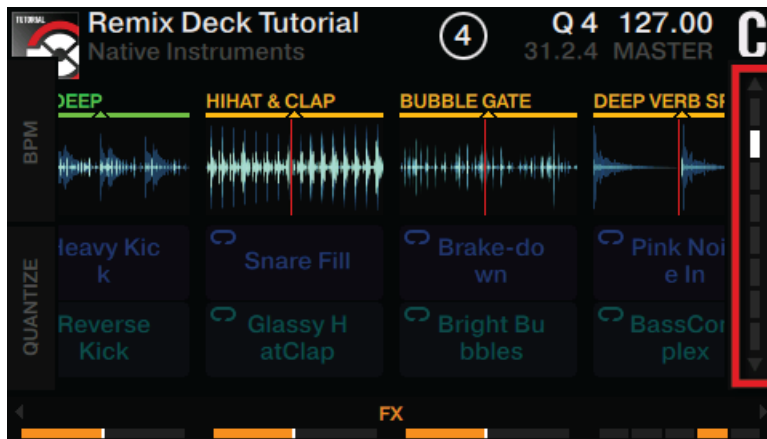 TUTORIAL
Remix Deck Tutorial
Native Instruments
4
Q 4 127.00
31.2.4 MASTER
C
BPM
QUANTIZE
DEEP
HIHAT & CLAP
BUBBLE GATE
DEEP VERB SF
Heavy Kic
k
Snare Fill
Brake-do
wn
Pink Noi
e In
Reverse
Kick
Glassy H
atClap
Bright Bu
bbles
BassCor
plex
FX